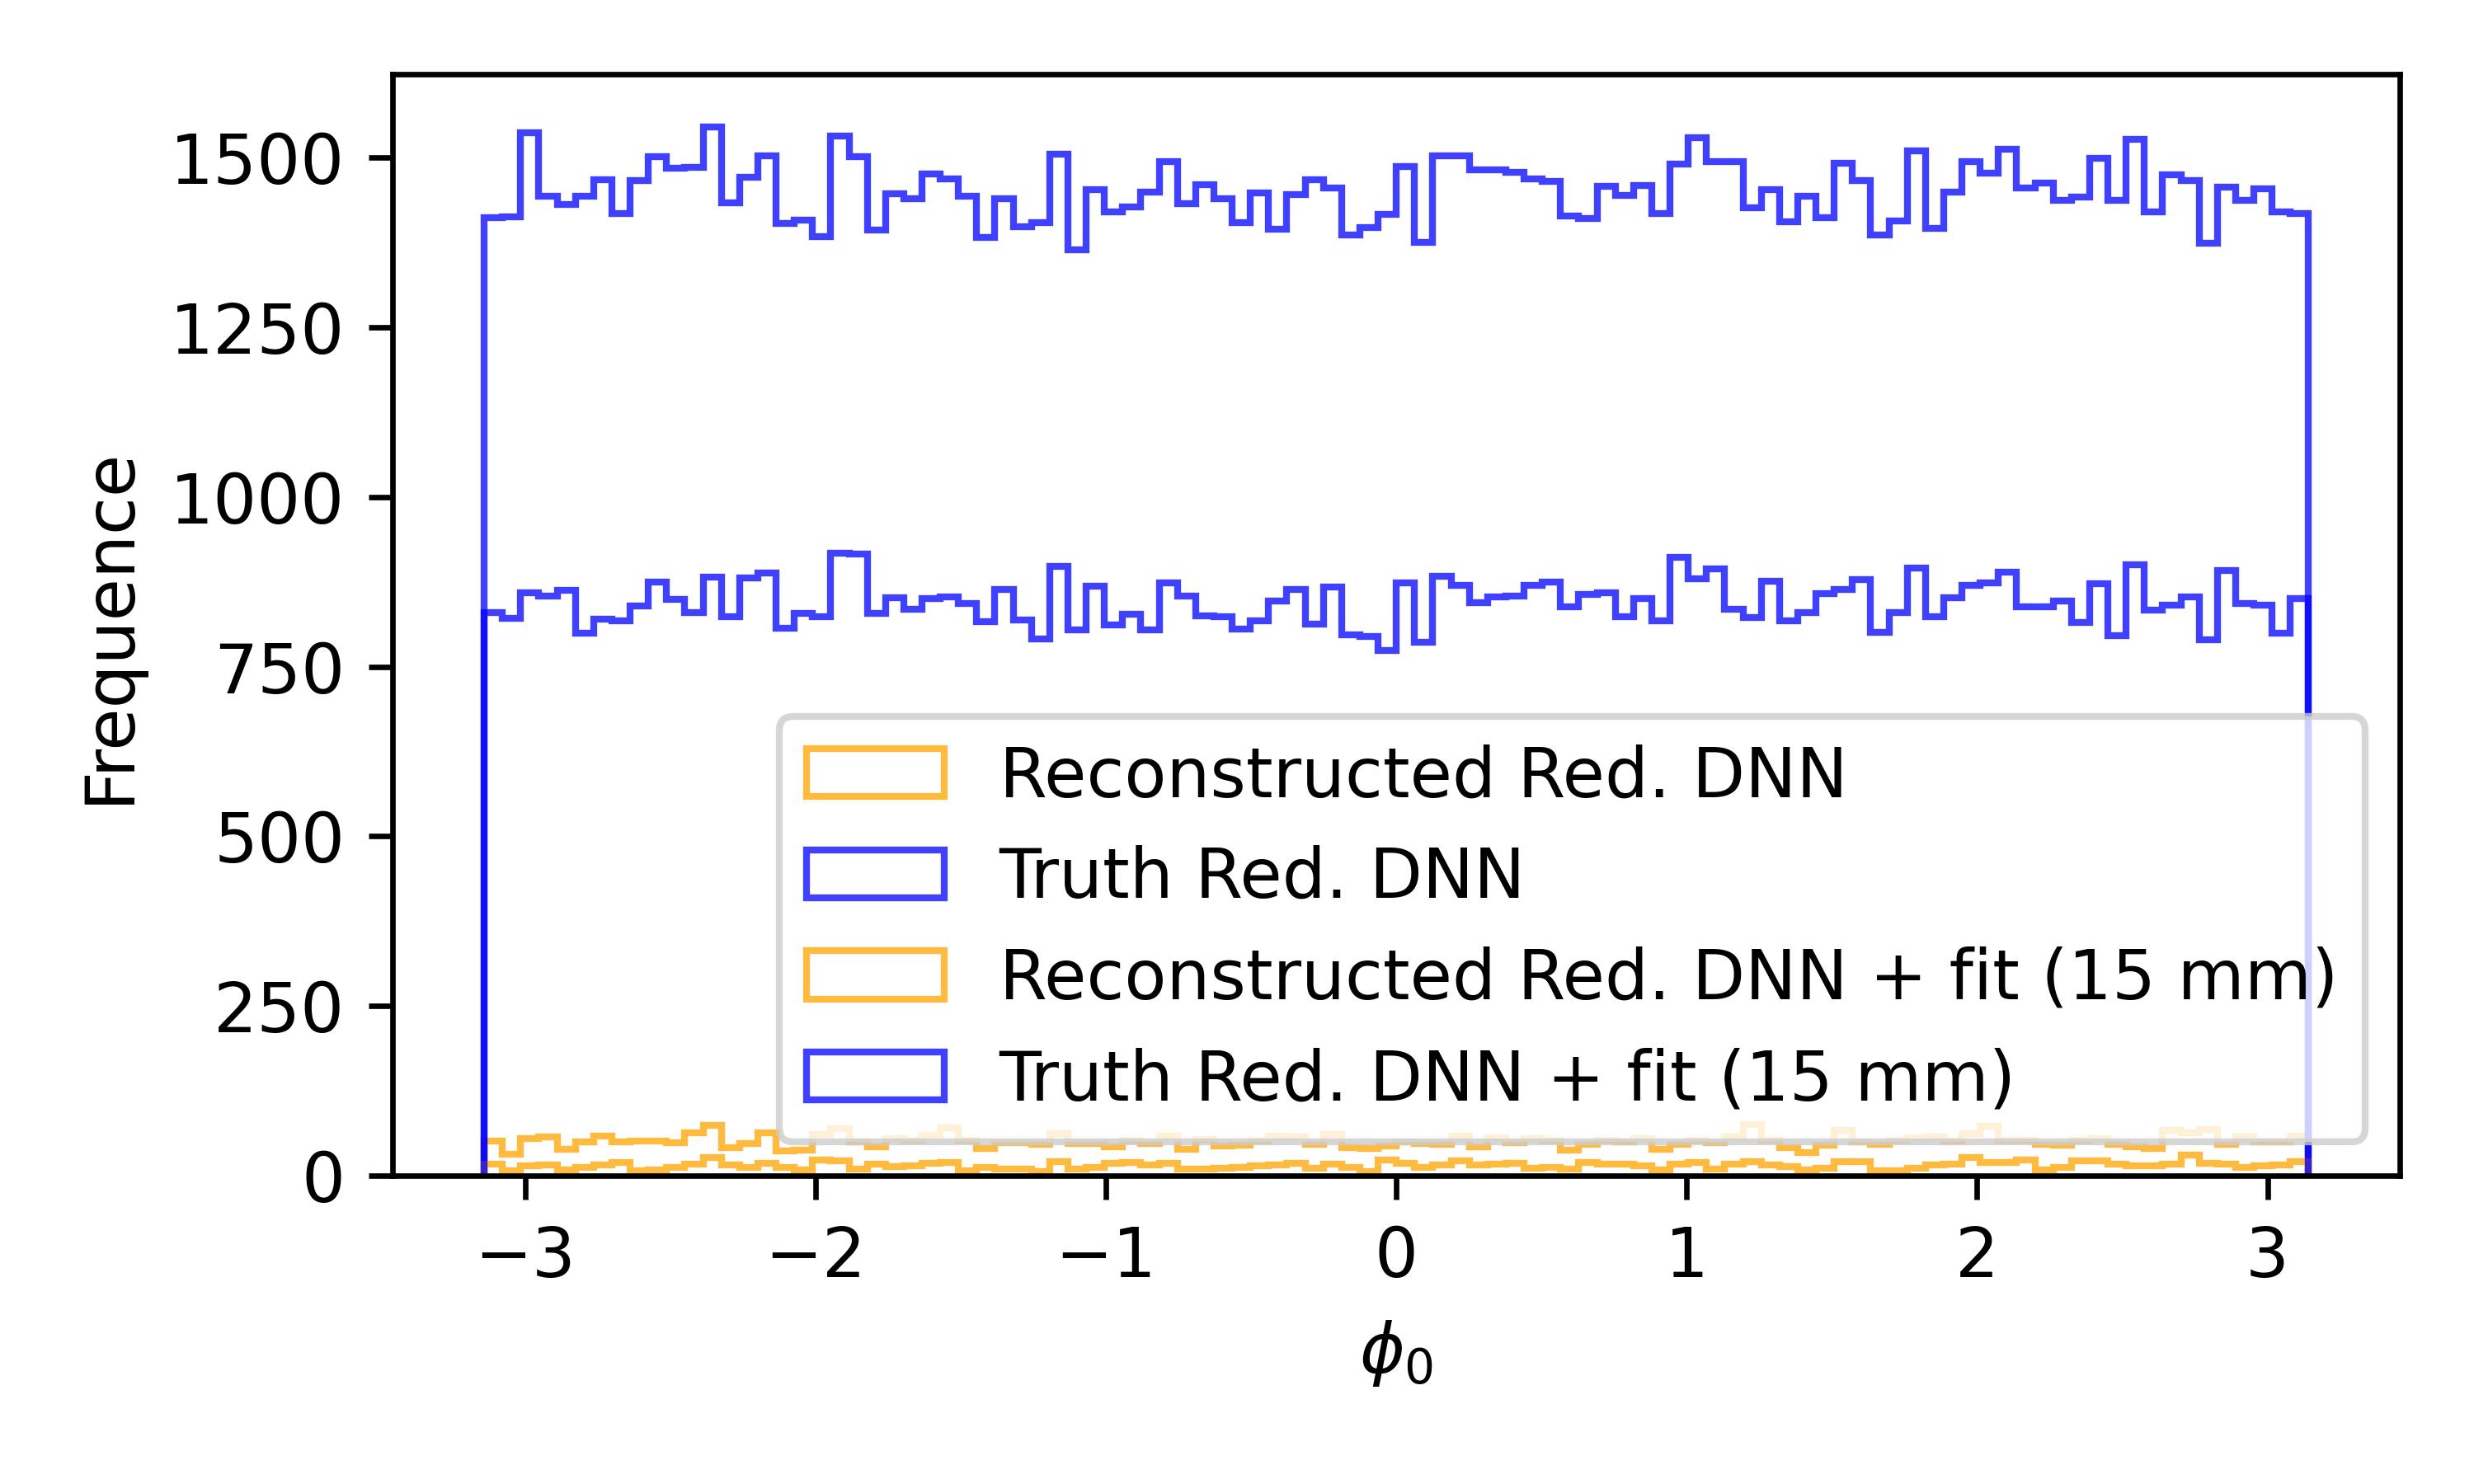 Frequence
1500
1250
1000
750
500
250
0
Reconstructed Red. DNN
Truth Red. DNN
Reconstructed Red. DNN + fit (15 mm)
Truth Red. DNN + fit (15 mm)
−3 −2 −1 0 1 2 3
ϕ₀